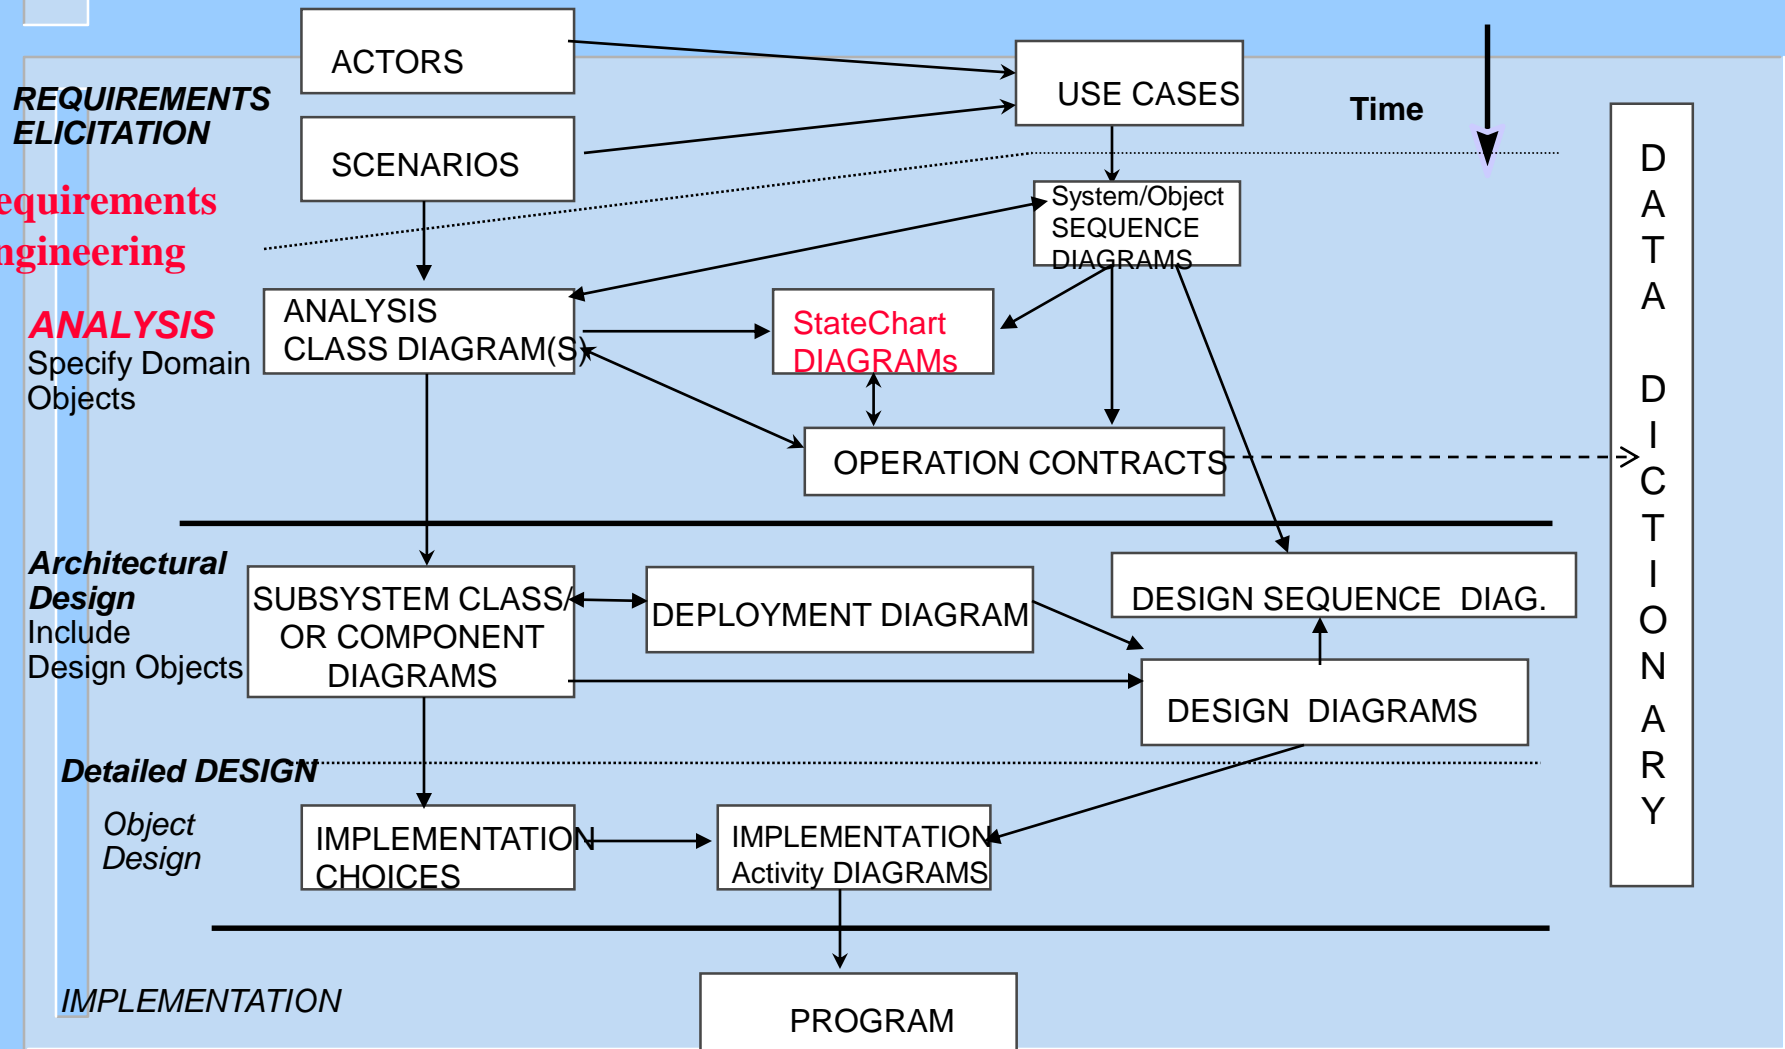 ACTORS
USE CASES
Time
REQUIREMENTS
ELICITATION
SCENARIOS
equirements
ngineering
System/Object
SEQUENCE
DIAGRAMS
ANALYSIS
Specify Domain
Objects
ANALYSIS
CLASS DIAGRAM(S)
StateChart
DIAGRAMs
OPERATION CONTRACTS
Architectural
Design
Include
Design Objects
SUBSYSTEM CLASS/
OR COMPONENT
DIAGRAMS
DEPLOYMENT DIAGRAM
DESIGN SEQUENCE DIAG.
DESIGN DIAGRAMS
Detailed DESIGN
Object
Design
IMPLEMENTATION
CHOICES
IMPLEMENTATION
Activity DIAGRAMS
IMPLEMENTATION
PROGRAM
DATA DICTIONARY